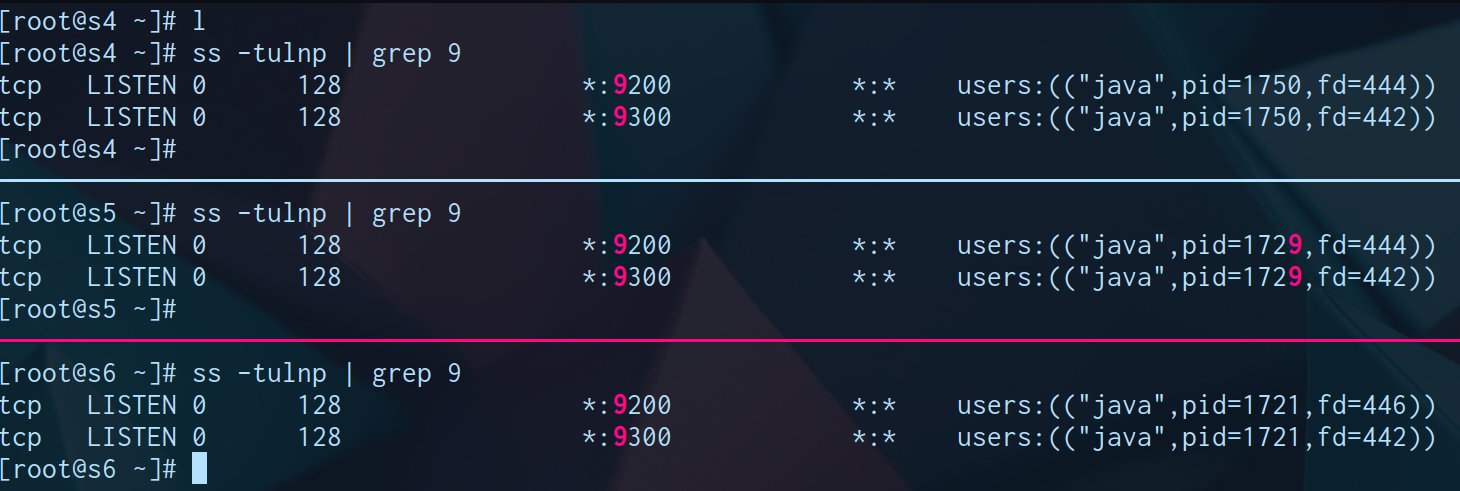 [root@s4 ~]# l
[root@s4 ~]# ss -tulnp | grep 9
tcp   LISTEN 0      128                *:9200            *:*    users:(("java",pid=1750,fd=444))
tcp   LISTEN 0      128                *:9300            *:*    users:(("java",pid=1750,fd=442))
[root@s4 ~]#
[root@s5 ~]# ss -tulnp | grep 9
tcp   LISTEN 0      128                *:9200            *:*    users:(("java",pid=1729,fd=444))
tcp   LISTEN 0      128                *:9300            *:*    users:(("java",pid=1729,fd=442))
[root@s5 ~]#
[root@s6 ~]# ss -tulnp | grep 9
tcp   LISTEN 0      128                *:9200            *:*    users:(("java",pid=1721,fd=446))
tcp   LISTEN 0      128                *:9300            *:*    users:(("java",pid=1721,fd=442))
[root@s6 ~]#